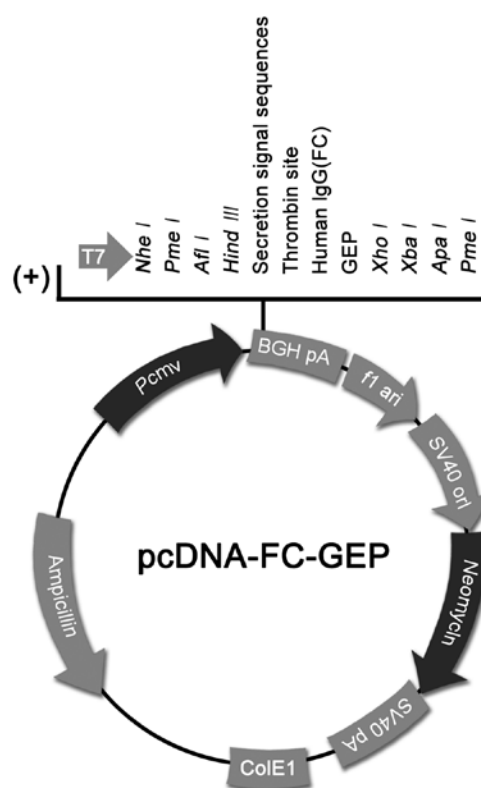 (+)
T7
Nhe I
Pme I
Afl I
Hind III
Secretion signal sequences
Thrombin site
Human IgG(FC)
GEP
Xho I
Xba I
Apa I
Pme I
Pcmv
BGH pA
f1 ari
SV40 orI
NeomycIn
SV40 pA
ColE1
Ampicillin
pcDNA-FC-GEP